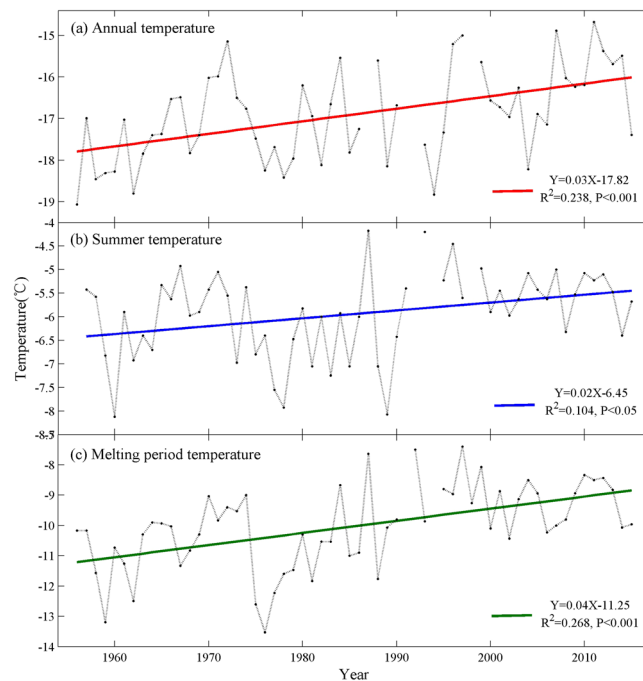 (a) Annual temperature
-15
-16
-17
-18
-19
Y=0.03X-17.82
R²=0.238, P<0.001
-4
(b) Summer temperature
-4.5
-5
-5.5
-6
-6.5
-7
-7.5
-8
-8.5
Temperature(℃)
Y=0.02X-6.45
R²=0.104, P<0.05
-7
(c) Melting period temperature
-8
-9
-10
-11
-12
-13
-14
Y=0.04X-11.25
R²=0.268, P<0.001
1960 1970 1980 1990 2000 2010
Year